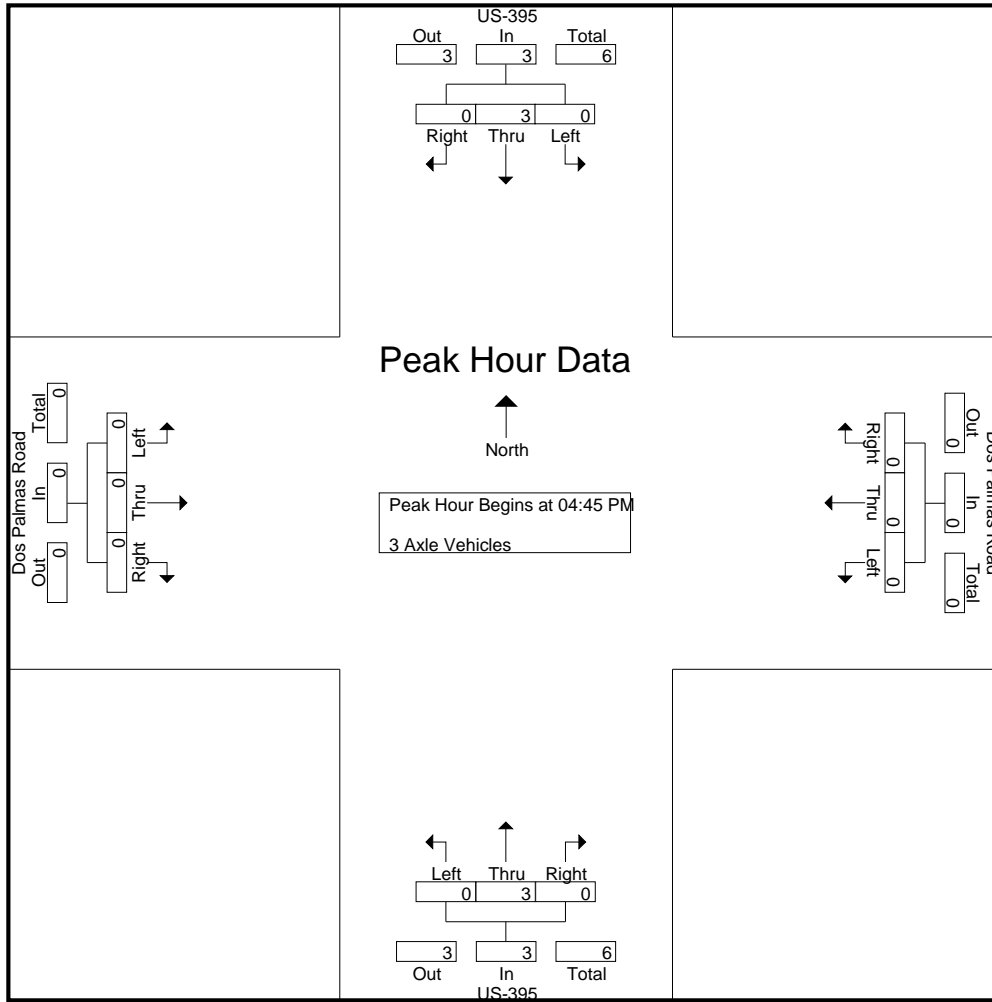 US-395
Out In Total
3 3 6
0 3 0
Right Thru Left
Peak Hour Data
North
Peak Hour Begins at 04:45 PM
3 Axle Vehicles
Dos Palmas Road
Total In Out
0 0 0
0 0 0
Left Thru Right
Right Thru Left
0 0 0
0 0 0
Out In Total
Dos Palmas Road
Left Thru Right
0 3 0
3 3 6
Out In Total
US-395